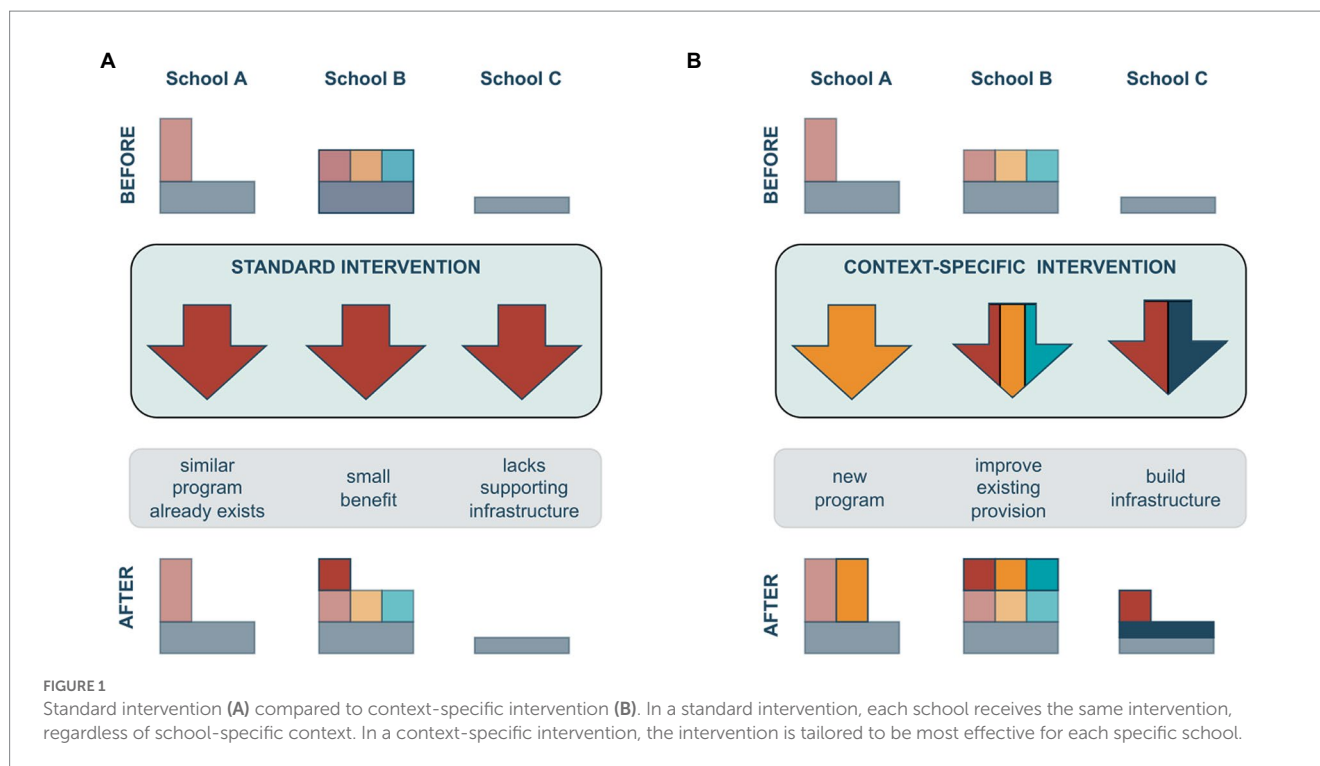 A
School A
School B
School C
BEFORE
STANDARD INTERVENTION
similar
program
already exists
small
benefit
lacks
supporting
infrastructure
AFTER
B
School A
School B
School C
BEFORE
CONTEXT-SPECIFIC INTERVENTION
new
program
improve
existing
provision
build
infrastructure
AFTER
FIGURE 1
Standard intervention (A) compared to context-specific intervention (B). In a standard intervention, each school receives the same intervention,
regardless of school-specific context. In a context-specific intervention, the intervention is tailored to be most effective for each specific school.